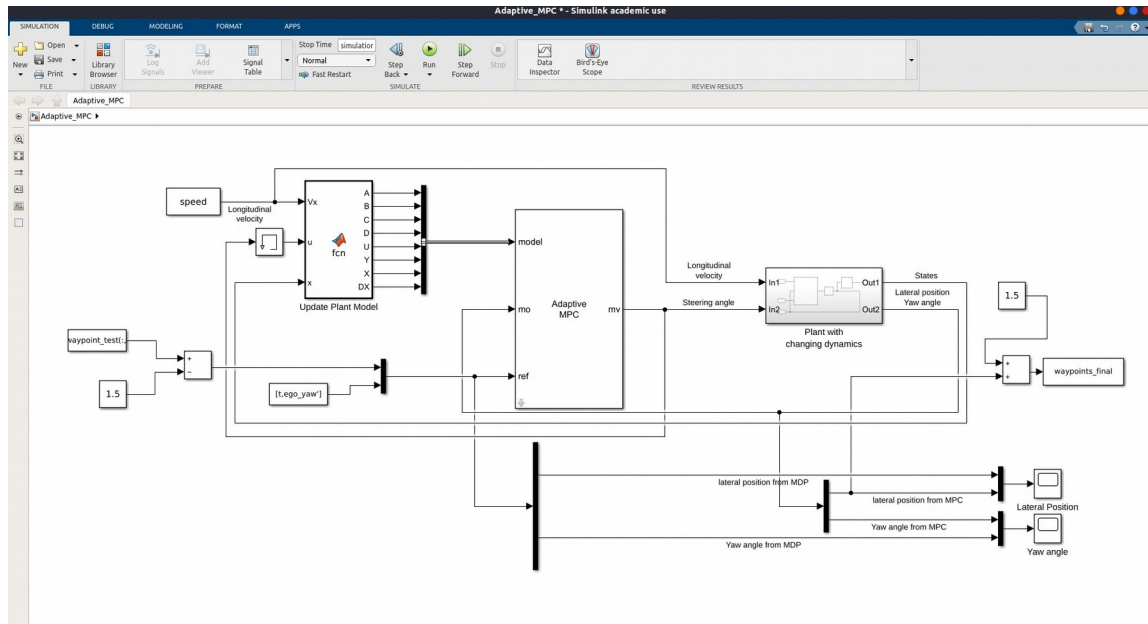 Adaptive_MPC * - Simulink academic use
SIMULATION
DEBUG
MODELING
FORMAT
APPS
New
Open
Save
Print
FILE
Library
Browser
LIBRARY
Log
Signals
Add
Viewer
Signal
Table
PREPARE
Stop Time
simulation
Normal
Fast Restart
Step
Back
Run
Step
Forward
Stop
SIMULATE
Data
Inspector
Bird's-Eye
Scope
REVIEW RESULTS
Adaptive_MPC
Adaptive_MPC
speed
Longitudinal
velocity
Vx
u
x
fcn
A
B
C
D
U
Y
X
DX
Update Plant Model
model
mo
ref
Adaptive
MPC
mv
Longitudinal
velocity
Steering angle
In1
In2
Out1
Out2
Plant with
changing dynamics
States
Lateral position
Yaw angle
1.5
+
+
waypoints_final
waypoint_test(:,
1.5
+
−
[t,ego_yaw']
lateral position from MDP
lateral position from MPC
Lateral Position
Yaw angle from MPC
Yaw angle from MDP
Yaw angle